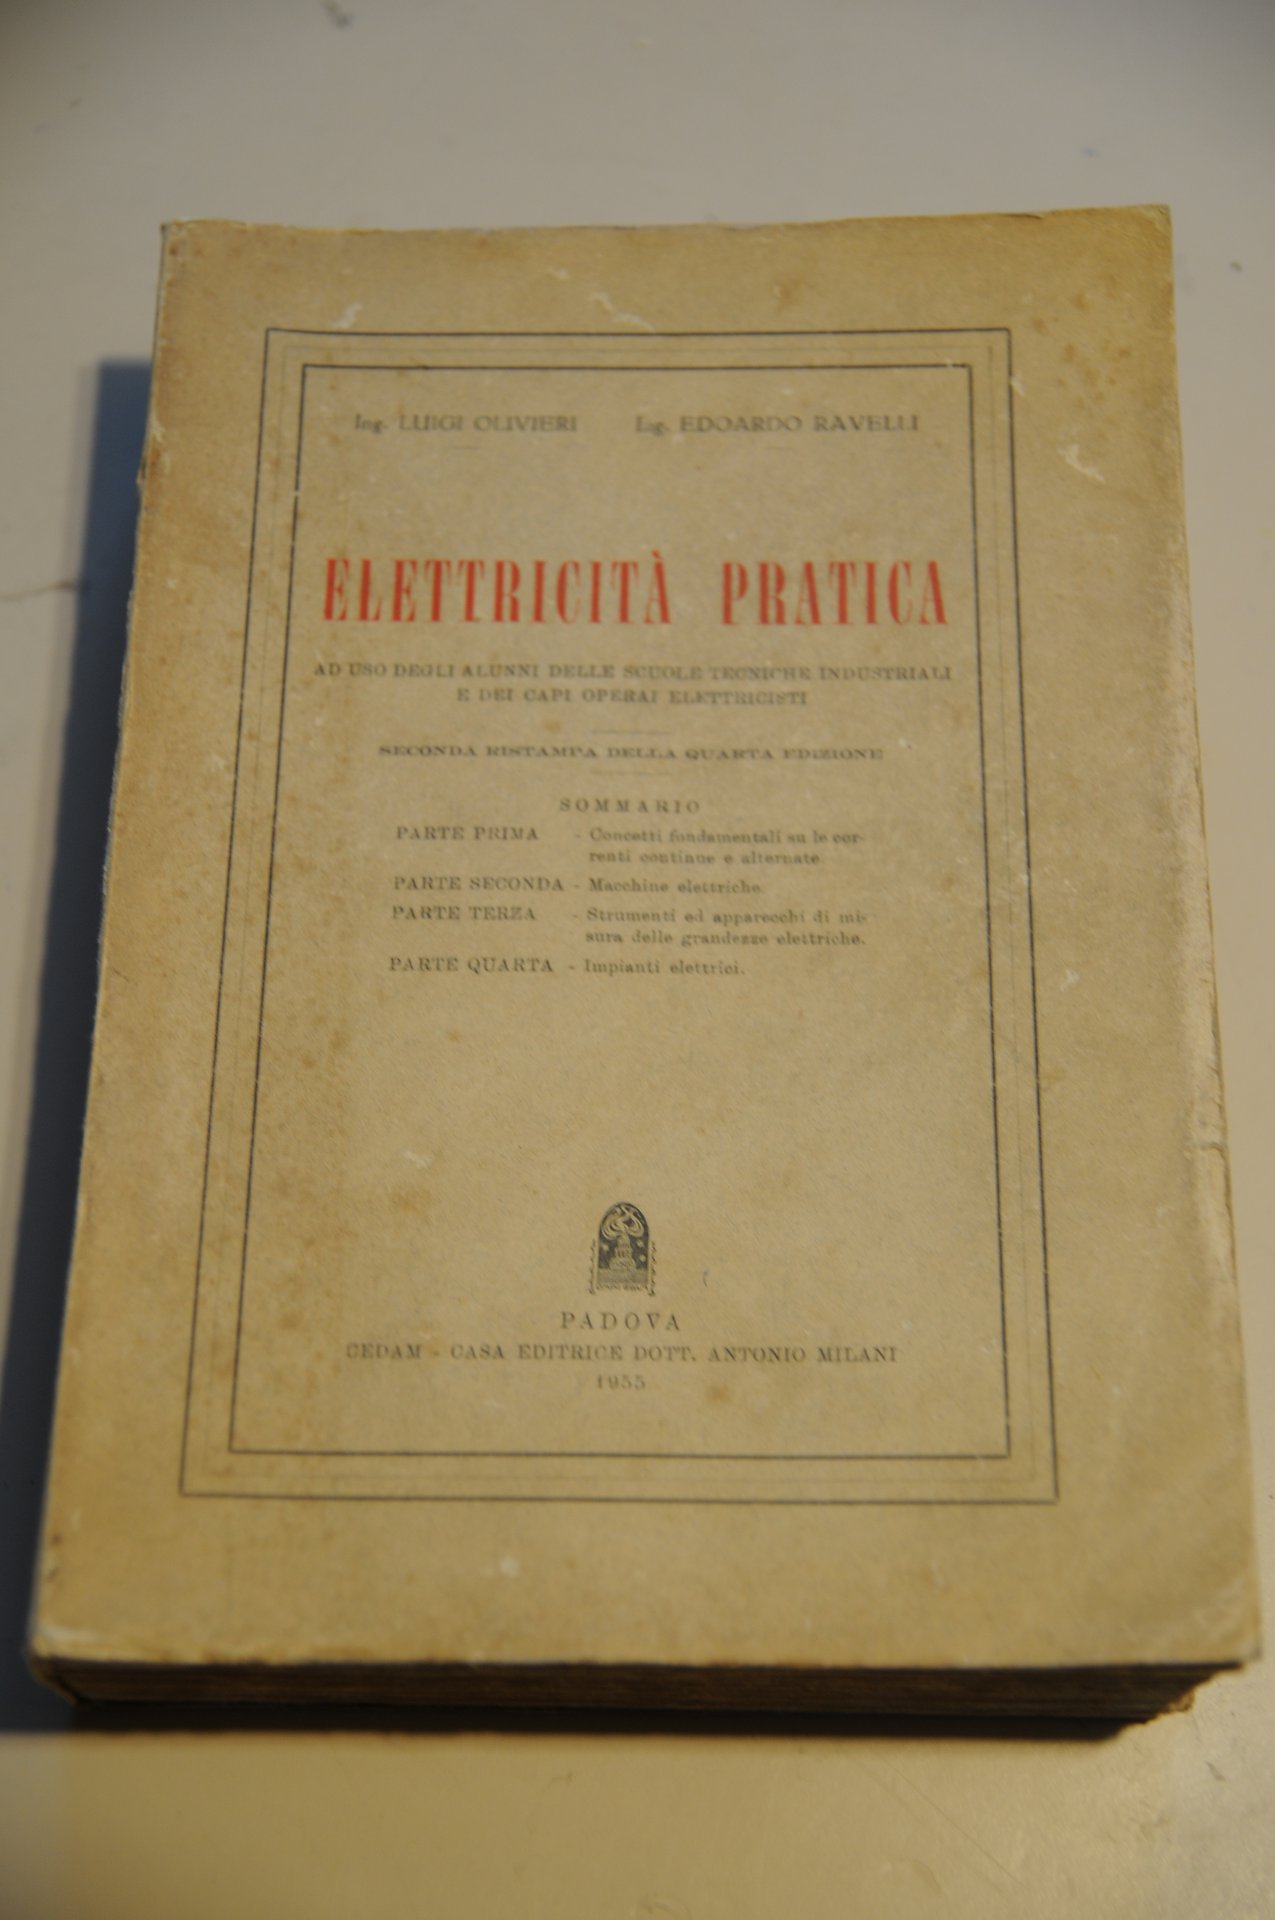 Ing. LUIGI OLIVIERI Ing. EDOARDO RAVELLI
ELETTRICITÀ PRATICA
AD USO DEGLI ALUNNI DELLE SCUOLE TECNICHE INDUSTRIALI
E DEI CAPI OPERAI ELETTRICISTI
SECONDA RISTAMPA DELLA QUARTA EDIZIONE
SOMMARIO
PARTE PRIMA - Concetti fondamentali su le cor-
renti continue e alternate
PARTE SECONDA - Macchine elettriche.
PARTE TERZA - Strumenti ed apparecchi di mi-
sura delle grandezze elettriche.
PARTE QUARTA - Impianti elettrici.
PADOVA
CEDAM - CASA EDITRICE DOTT. ANTONIO MILANI
1955